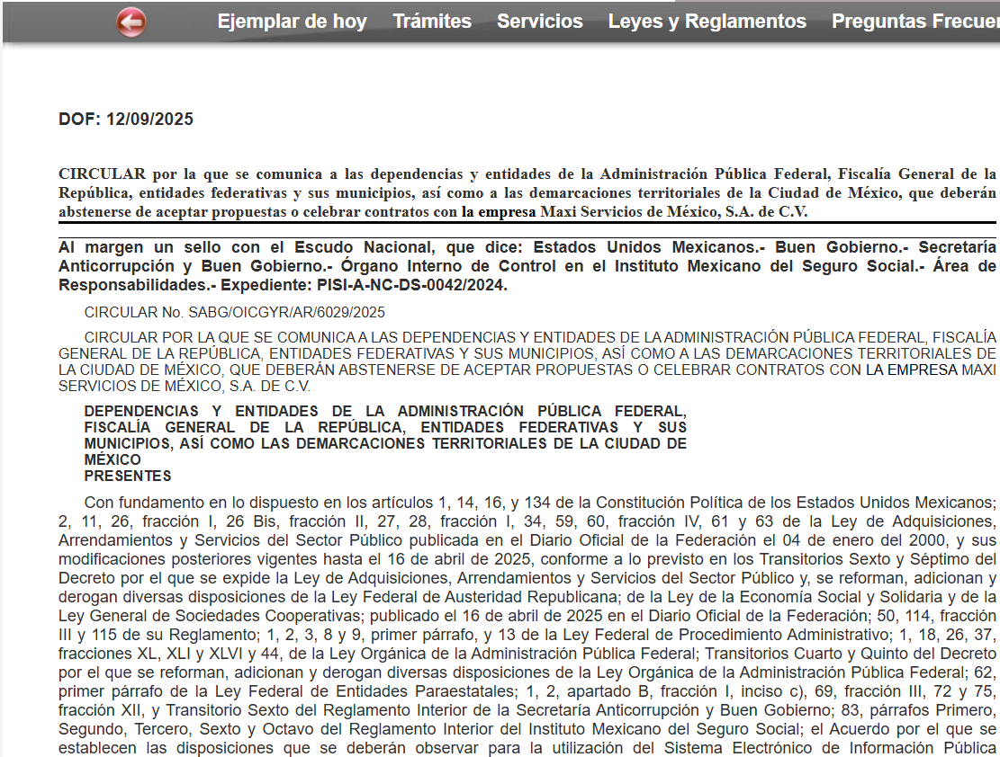 Ejemplar de hoy Trámites Servicios Leyes y Reglamentos Preguntas Frecuen
DOF: 12/09/2025
CIRCULAR por la que se comunica a las dependencias y entidades de la Administración Pública Federal, Fiscalía General de la
República, entidades federativas y sus municipios, así como a las demarcaciones territoriales de la Ciudad de México, que deberán
abstenerse de aceptar propuestas o celebrar contratos con la empresa Maxi Servicios de México, S.A. de C.V.
Al margen un sello con el Escudo Nacional, que dice: Estados Unidos Mexicanos.- Buen Gobierno.- Secretaría
Anticorrupción y Buen Gobierno.- Órgano Interno de Control en el Instituto Mexicano del Seguro Social.- Área de
Responsabilidades.- Expediente: PISI-A-NC-DS-0042/2024.
CIRCULAR No. SABG/OICGYR/AR/6029/2025
CIRCULAR POR LA QUE SE COMUNICA A LAS DEPENDENCIAS Y ENTIDADES DE LA ADMINISTRACIÓN PÚBLICA FEDERAL, FISCALÍA
GENERAL DE LA REPÚBLICA, ENTIDADES FEDERATIVAS Y SUS MUNICIPIOS, ASÍ COMO A LAS DEMARCACIONES TERRITORIALES DE
LA CIUDAD DE MÉXICO, QUE DEBERÁN ABSTENERSE DE ACEPTAR PROPUESTAS O CELEBRAR CONTRATOS CON LA EMPRESA MAXI
SERVICIOS DE MÉXICO, S.A. DE C.V.
DEPENDENCIAS Y ENTIDADES DE LA ADMINISTRACIÓN PÚBLICA FEDERAL,
FISCALÍA GENERAL DE LA REPÚBLICA, ENTIDADES FEDERATIVAS Y SUS
MUNICIPIOS, ASÍ COMO LAS DEMARCACIONES TERRITORIALES DE LA CIUDAD DE
MÉXICO
PRESENTES
Con fundamento en lo dispuesto en los artículos 1, 14, 16, y 134 de la Constitución Política de los Estados Unidos Mexicanos;
2, 11, 26, fracción I, 26 Bis, fracción II, 27, 28, fracción I, 34, 59, 60, fracción IV, 61 y 63 de la Ley de Adquisiciones,
Arrendamientos y Servicios del Sector Público publicada en el Diario Oficial de la Federación el 04 de enero del 2000, y sus
modificaciones posteriores vigentes hasta el 16 de abril de 2025, conforme a lo previsto en los Transitorios Sexto y Séptimo del
Decreto por el que se expide la Ley de Adquisiciones, Arrendamientos y Servicios del Sector Público y, se reforman, adicionan y
derogan diversas disposiciones de la Ley Federal de Austeridad Republicana; de la Ley de la Economía Social y Solidaria y de la
Ley General de Sociedades Cooperativas; publicado el 16 de abril de 2025 en el Diario Oficial de la Federación; 50, 114, fracción
III y 115 de su Reglamento; 1, 2, 3, 8 y 9, primer párrafo, y 13 de la Ley Federal de Procedimiento Administrativo; 1, 18, 26, 37,
fracciones XL, XLI y XLVI y 44, de la Ley Orgánica de la Administración Pública Federal; Transitorios Cuarto y Quinto del Decreto
por el que se reforman, adicionan y derogan diversas disposiciones de la Ley Orgánica de la Administración Pública Federal; 62,
primer párrafo de la Ley Federal de Entidades Paraestatales; 1, 2, apartado B, fracción I, inciso c), 69, fracción III, 72 y 75,
fracción XII, y Transitorio Sexto del Reglamento Interior de la Secretaría Anticorrupción y Buen Gobierno; 83, párrafos Primero,
Segundo, Tercero, Sexto y Octavo del Reglamento Interior del Instituto Mexicano del Seguro Social; el Acuerdo por el que se
establecen las disposiciones que se deberán observar para la utilización del Sistema Electrónico de Información Pública